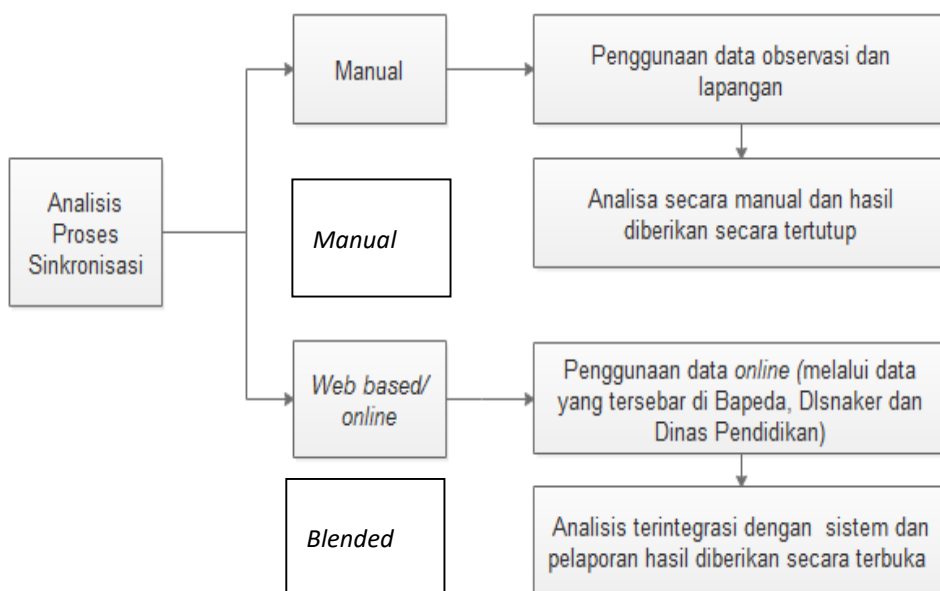 Manual
Penggunaan data observasi dan
lapangan
Analisis
Proses
Sinkronisasi
Manual
Analisa secara manual dan hasil
diberikan secara tertutup
Web based/
online
Penggunaan data online (melalui data
yang tersebar di Bapeda, DIsnaker dan
Dinas Pendidikan)
Blended
Analisis terintegrasi dengan sistem dan
pelaporan hasil diberikan secara terbuka